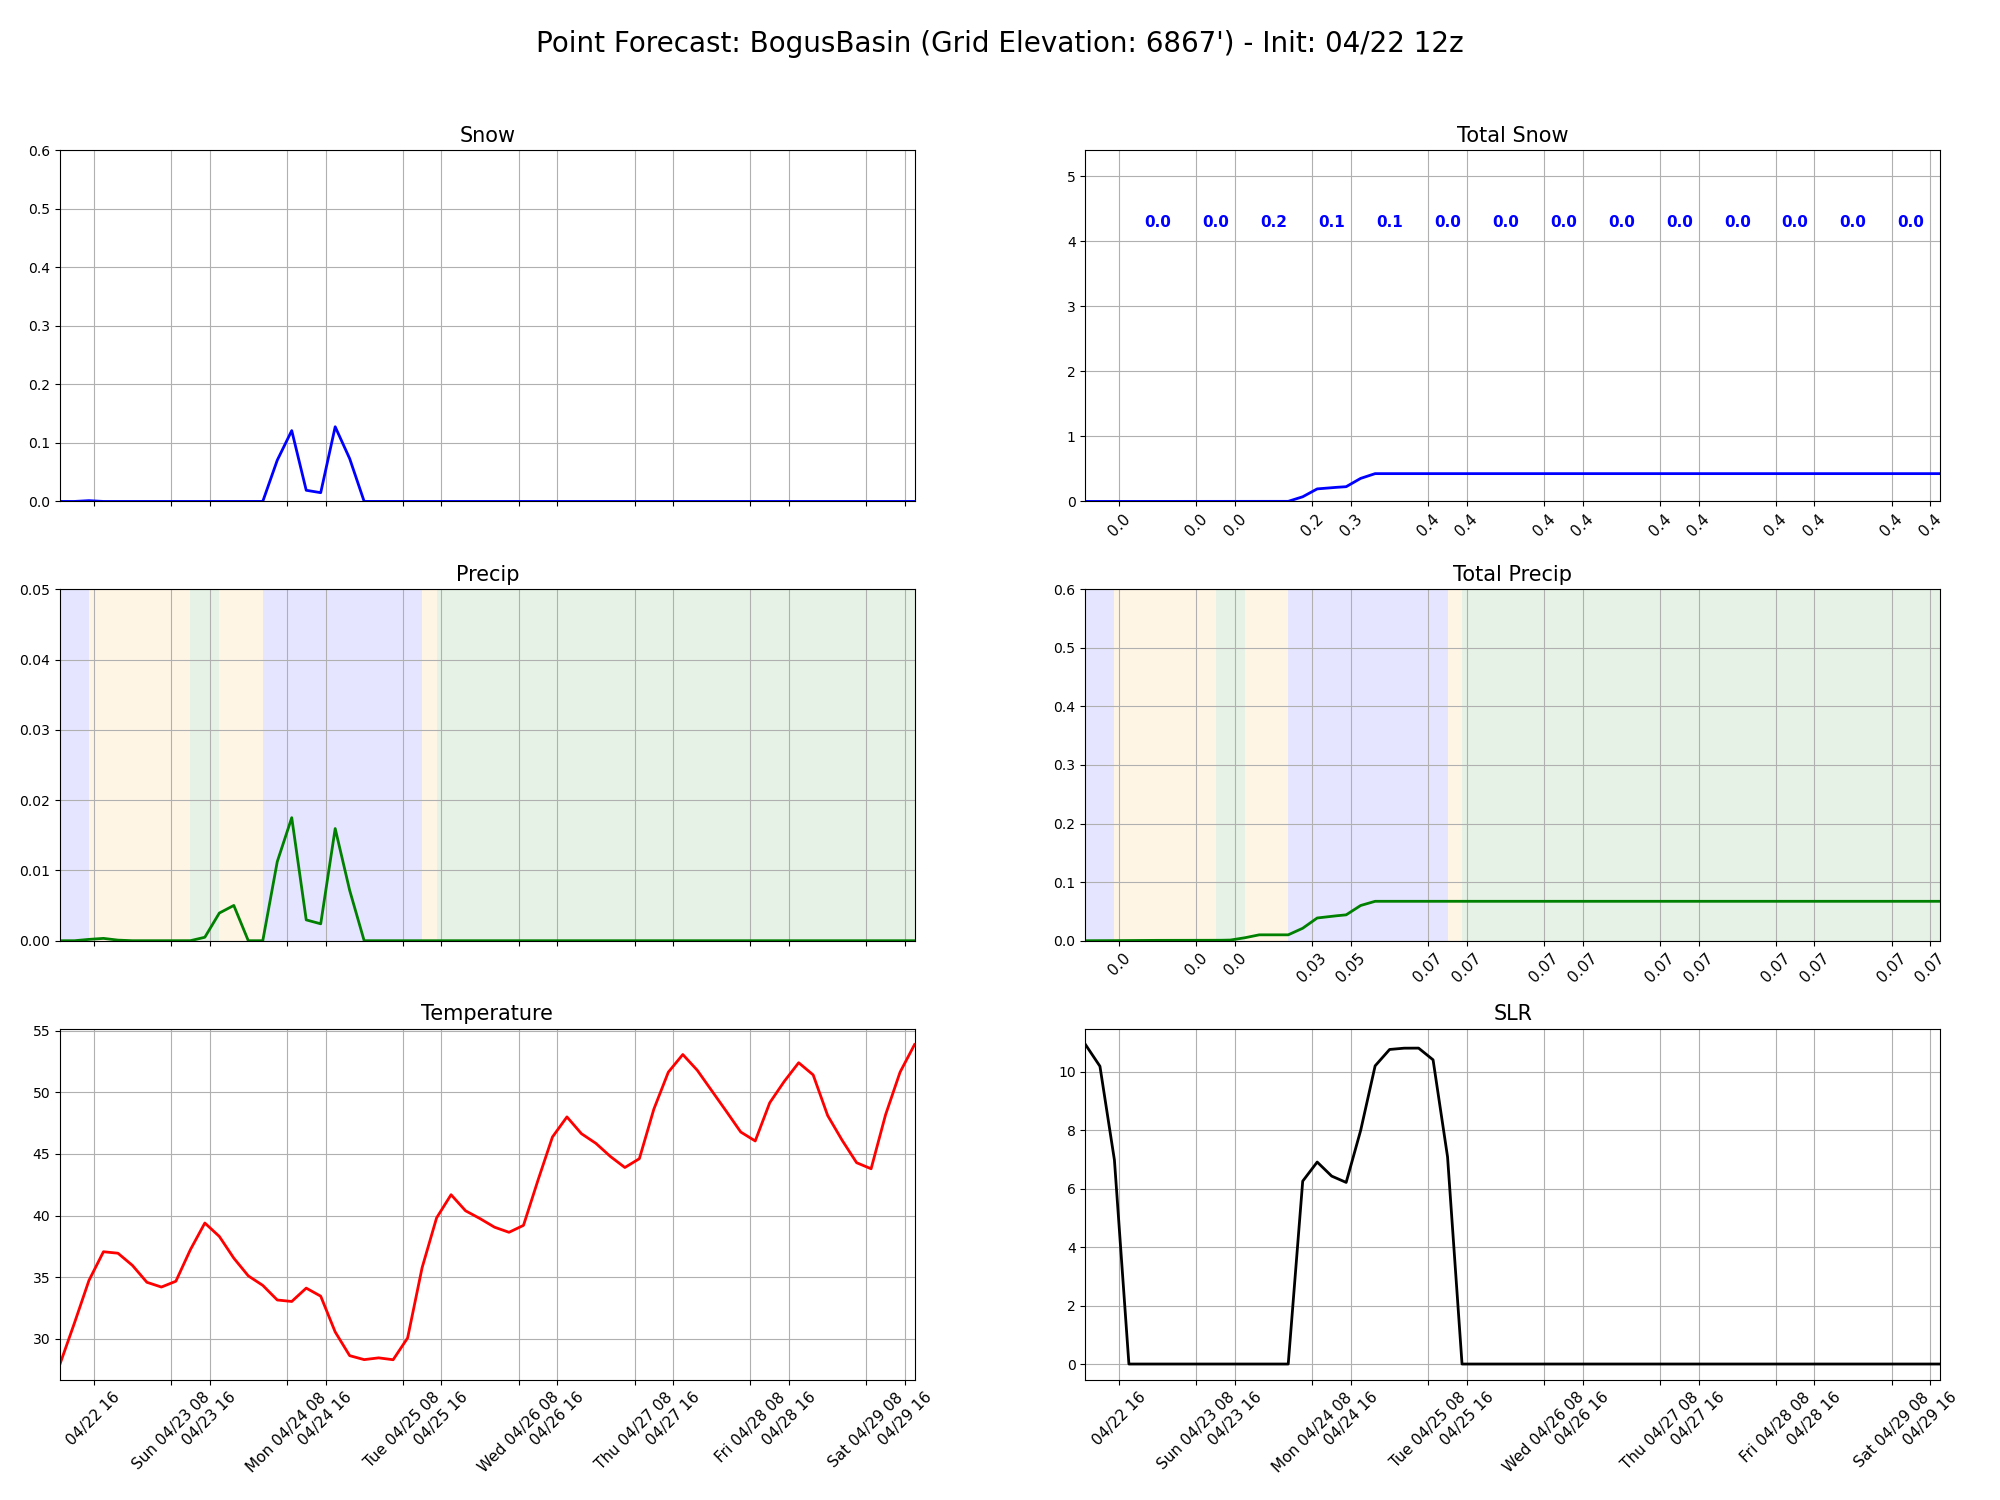 Point Forecast: BogusBasin (Grid Elevation: 6867') - Init: 04/22 12z
Snow
0.6
0.5
0.4
0.3
0.2
0.1
0.0
Total Snow
5
4
3
2
1
0
0.0 0.0 0.2 0.1 0.1 0.0 0.0 0.0 0.0 0.0 0.0 0.0 0.0 0.0
0.0 0.0 0.0 0.2 0.3 0.4 0.4 0.4 0.4 0.4 0.4 0.4 0.4 0.4 0.4
Precip
0.05
0.04
0.03
0.02
0.01
0.00
Total Precip
0.6
0.5
0.4
0.3
0.2
0.1
0.0
0.0 0.0 0.0 0.03 0.05 0.07 0.07 0.07 0.07 0.07 0.07 0.07 0.07 0.07 0.07
Temperature
55
50
45
40
35
30
04/22 16
Sun 04/23 08
04/23 16
Mon 04/24 08
04/24 16
Tue 04/25 08
04/25 16
Wed 04/26 08
04/26 16
Thu 04/27 08
04/27 16
Fri 04/28 08
04/28 16
Sat 04/29 08
04/29 16
SLR
10
8
6
4
2
0
04/22 16
Sun 04/23 08
04/23 16
Mon 04/24 08
04/24 16
Tue 04/25 08
04/25 16
Wed 04/26 08
04/26 16
Thu 04/27 08
04/27 16
Fri 04/28 08
04/28 16
Sat 04/29 08
04/29 16